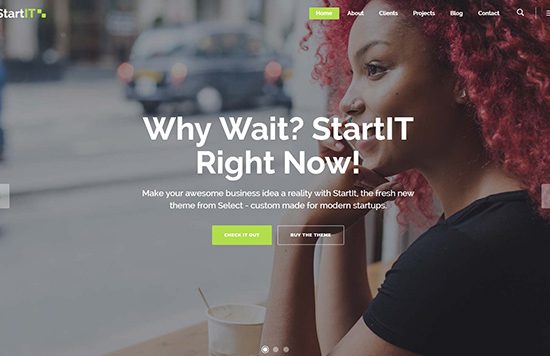 StartIT
Home About Clients Projects Blog Contact
Why Wait? StartIT
Right Now!
Make your awesome business idea a reality with StartIt, the fresh new
theme from Select - custom made for modern startups.
CHECK IT OUT BUY THE THEME